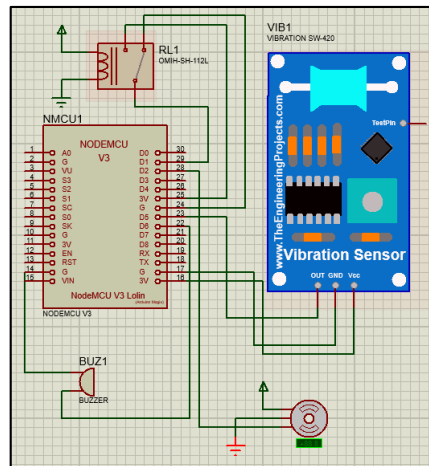 RL1
OMIH-SH-112L
VIB1
VIBRATION SW-420
NMCU1
NODEMCU
V3
1 A0 D0 30
2 G D1 29
3 VU D2 28
4 S3 D3 27
5 S2 D4 26
6 S1 3V 25
7 SC G 24
8 S0 D5 23
9 SK D6 22
10 G D7 21
11 3V D8 20
12 EN RX 19
13 RST TX 18
14 G G 17
15 VIN 3V 16
NodeMCU V3 Lolin
(Arduino Magix)
NODEMCU V3
TestPin
www.TheEngineeringProjects.com
Vibration Sensor
OUT GND Vcc
BUZ1
BUZZER